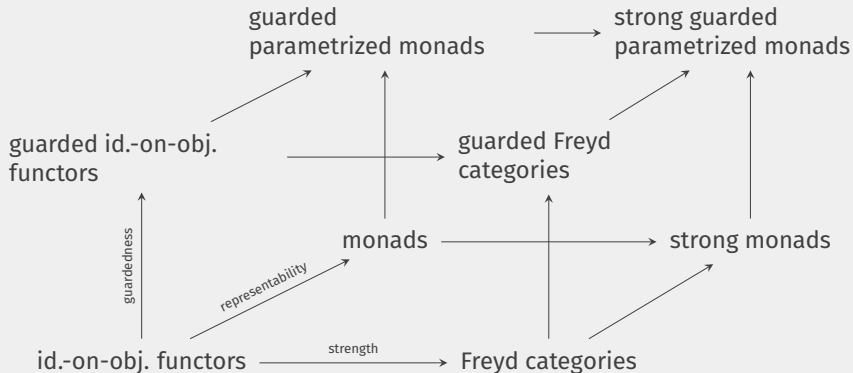 guarded
parametrized monads
strong guarded
parametrized monads
guarded id.-on-obj.
functors
guarded Freyd
categories
monads
strong monads
guardedness
representability
strength
id.-on-obj. functors
Freyd categories